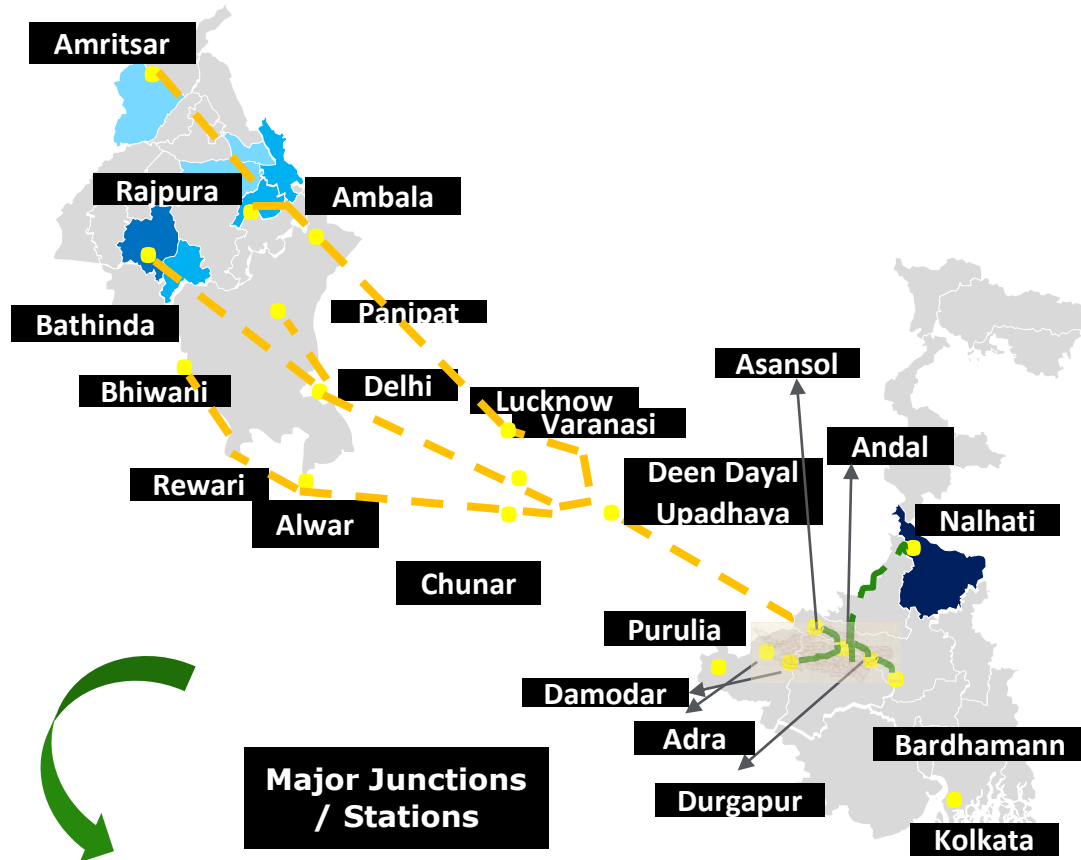 Amritsar
Rajpura
Ambala
Bathinda
Panipat
Bhiwani
Delhi
Lucknow
Varanasi
Asansol
Andal
Rewari
Alwar
Deen Dayal
Upadhaya
Nalhati
Chunar
Purulia
Damodar
Adra
Bardhamann
Durgapur
Kolkata
Major Junctions
/ Stations